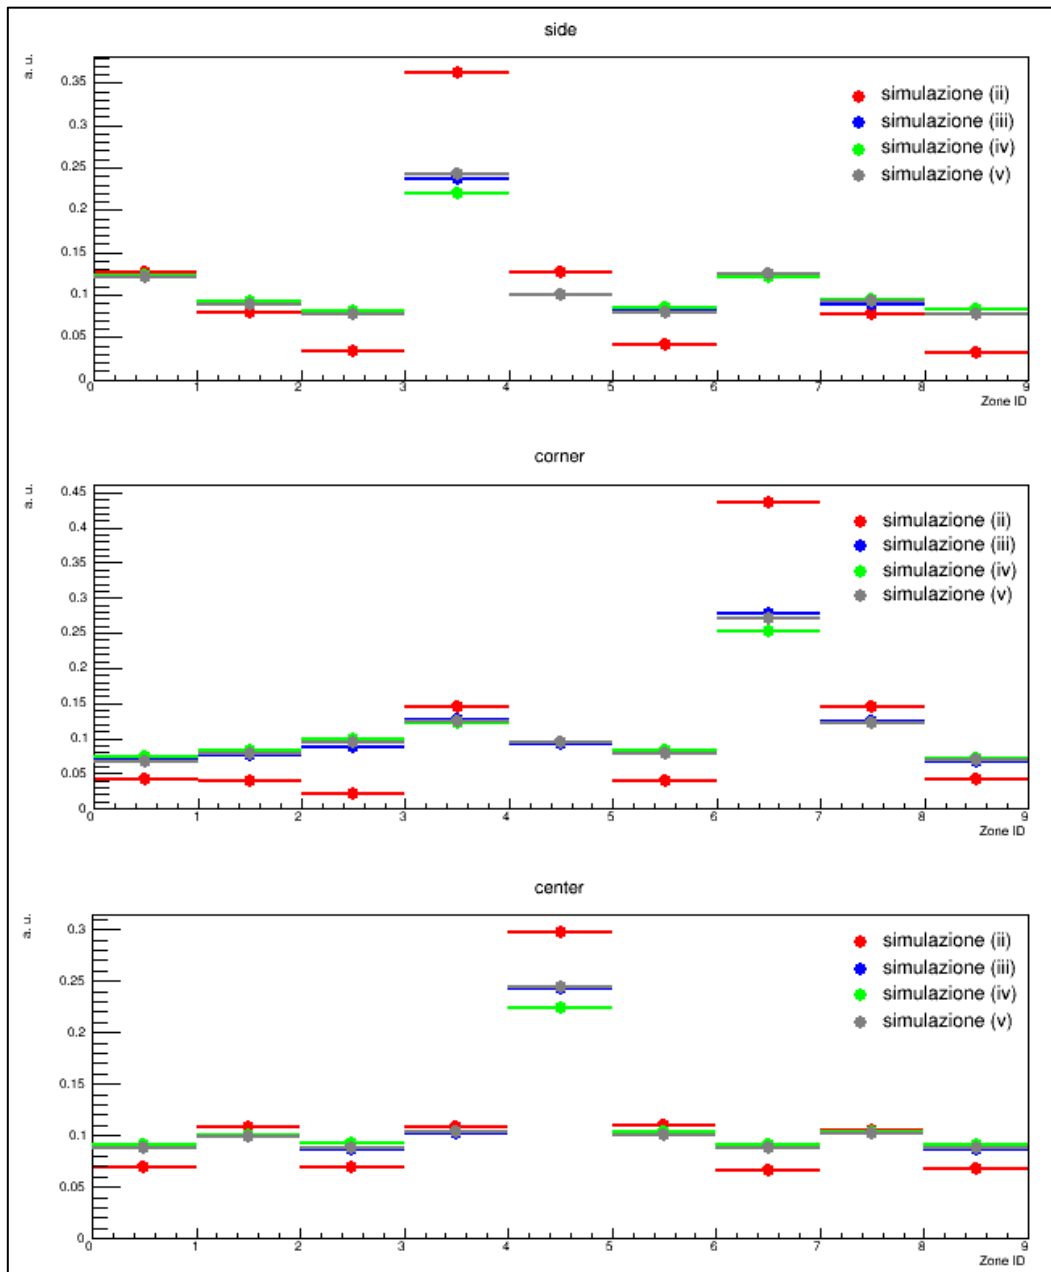 side
a. u.
0.35
0.3
0.25
0.2
0.15
0.1
0.05
0
simulazione (ii)
simulazione (iii)
simulazione (iv)
simulazione (v)
0 1 2 3 4 5 6 7 8 9
Zone ID
corner
a. u.
0.45
0.4
0.35
0.3
0.25
0.2
0.15
0.1
0.05
0
simulazione (ii)
simulazione (iii)
simulazione (iv)
simulazione (v)
0 1 2 3 4 5 6 7 8 9
Zone ID
center
a. u.
0.3
0.25
0.2
0.15
0.1
0.05
0
simulazione (ii)
simulazione (iii)
simulazione (iv)
simulazione (v)
0 1 2 3 4 5 6 7 8 9
Zone ID